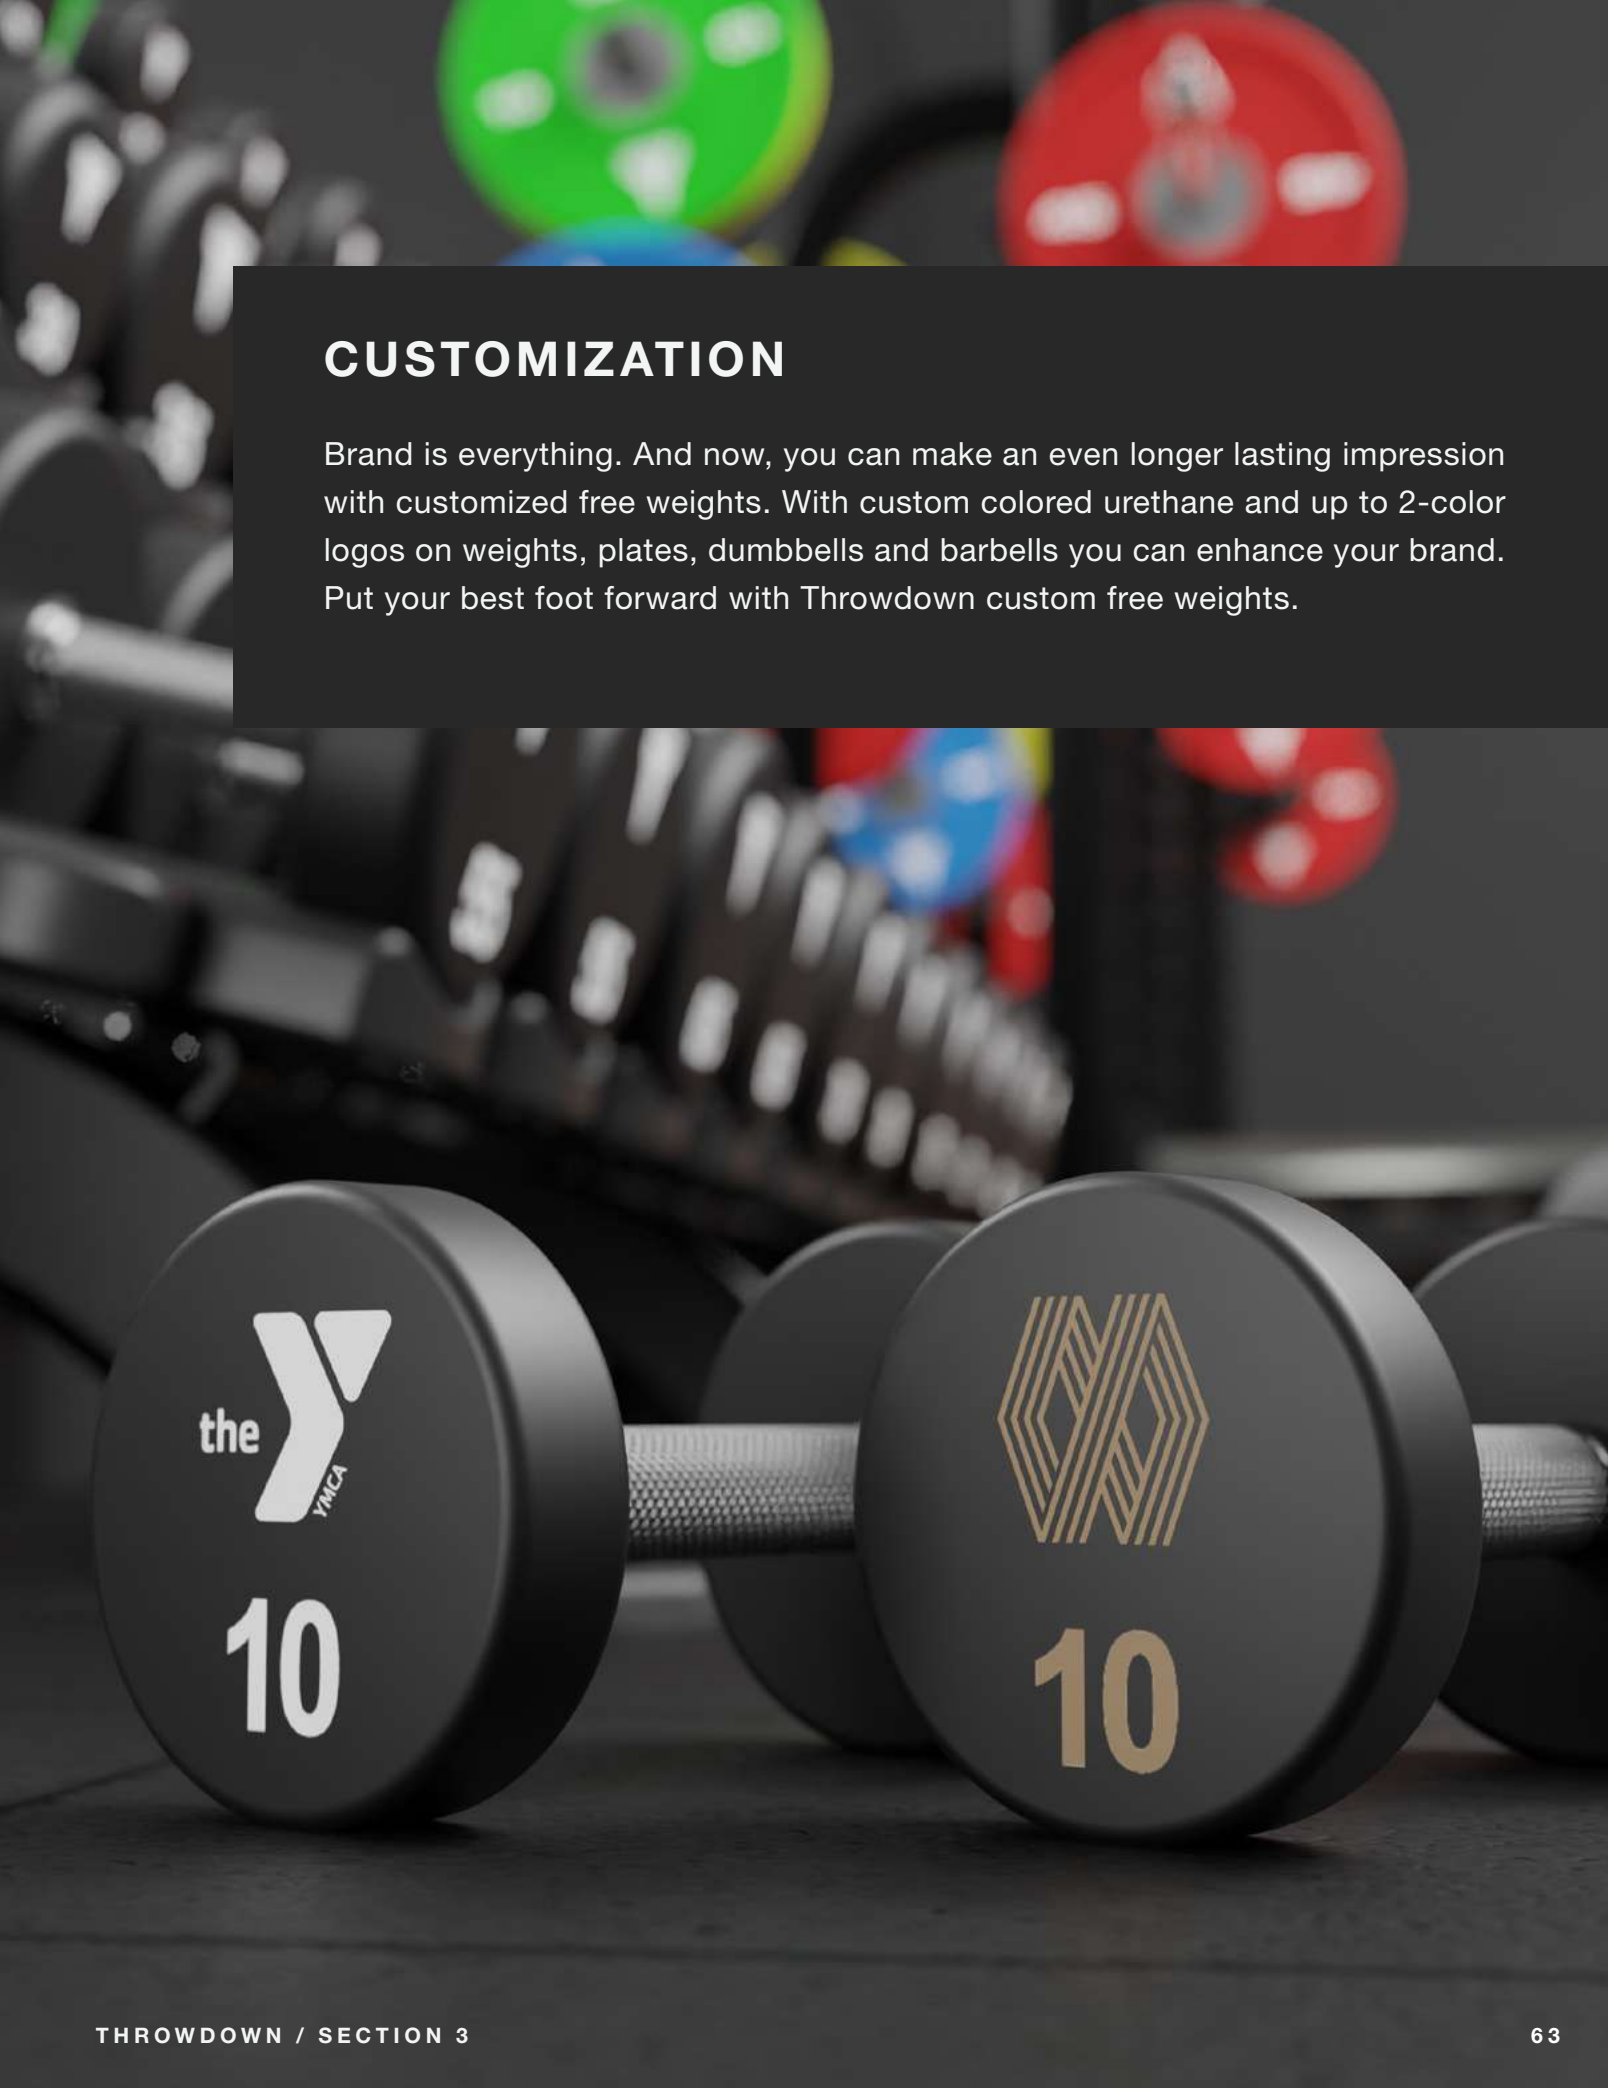 CUSTOMIZATION
Brand is everything. And now, you can make an even longer lasting impression
with customized free weights. With custom colored urethane and up to 2-color
logos on weights, plates, dumbbells and barbells you can enhance your brand.
Put your best foot forward with Throwdown custom free weights.
the
YMCA
10
10
THROWDOWN / SECTION 3
63